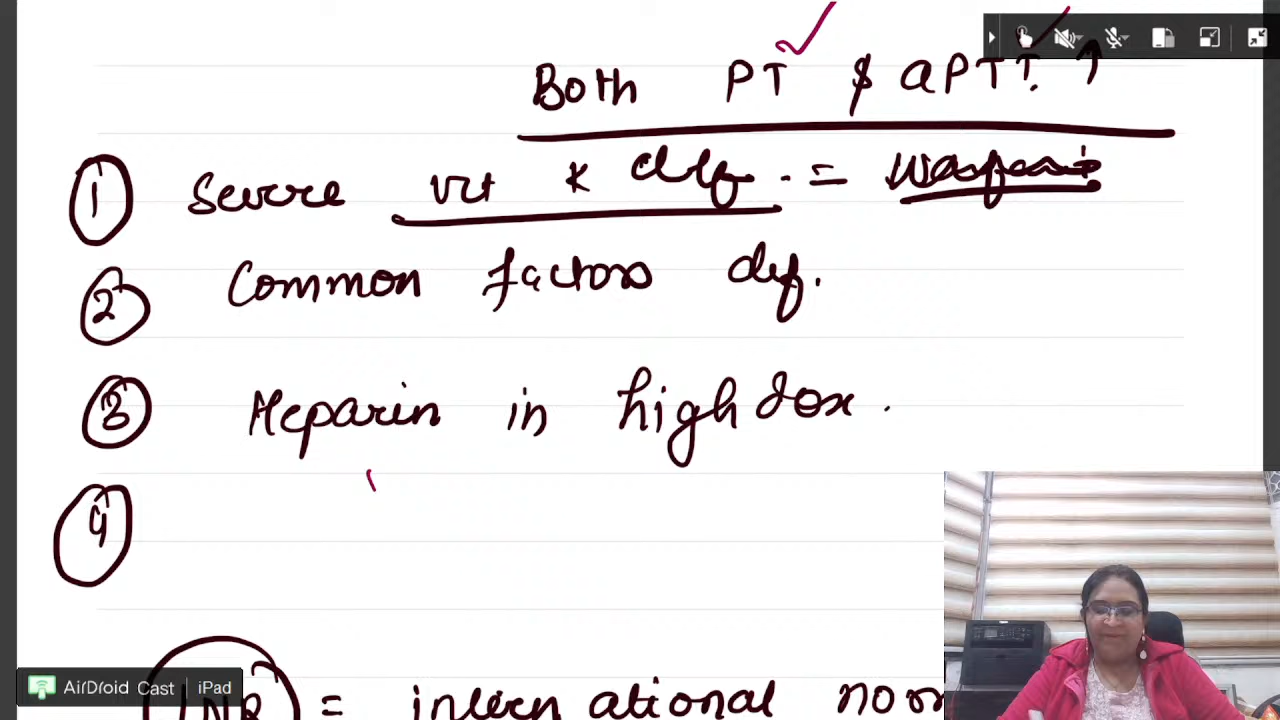 Both PT & aPTT. ↑
① Severe vit K def. = Warfarin
② Common factors def.
③ Heparin in high dose.
④
INR = international nor
AirDroid Cast iPad